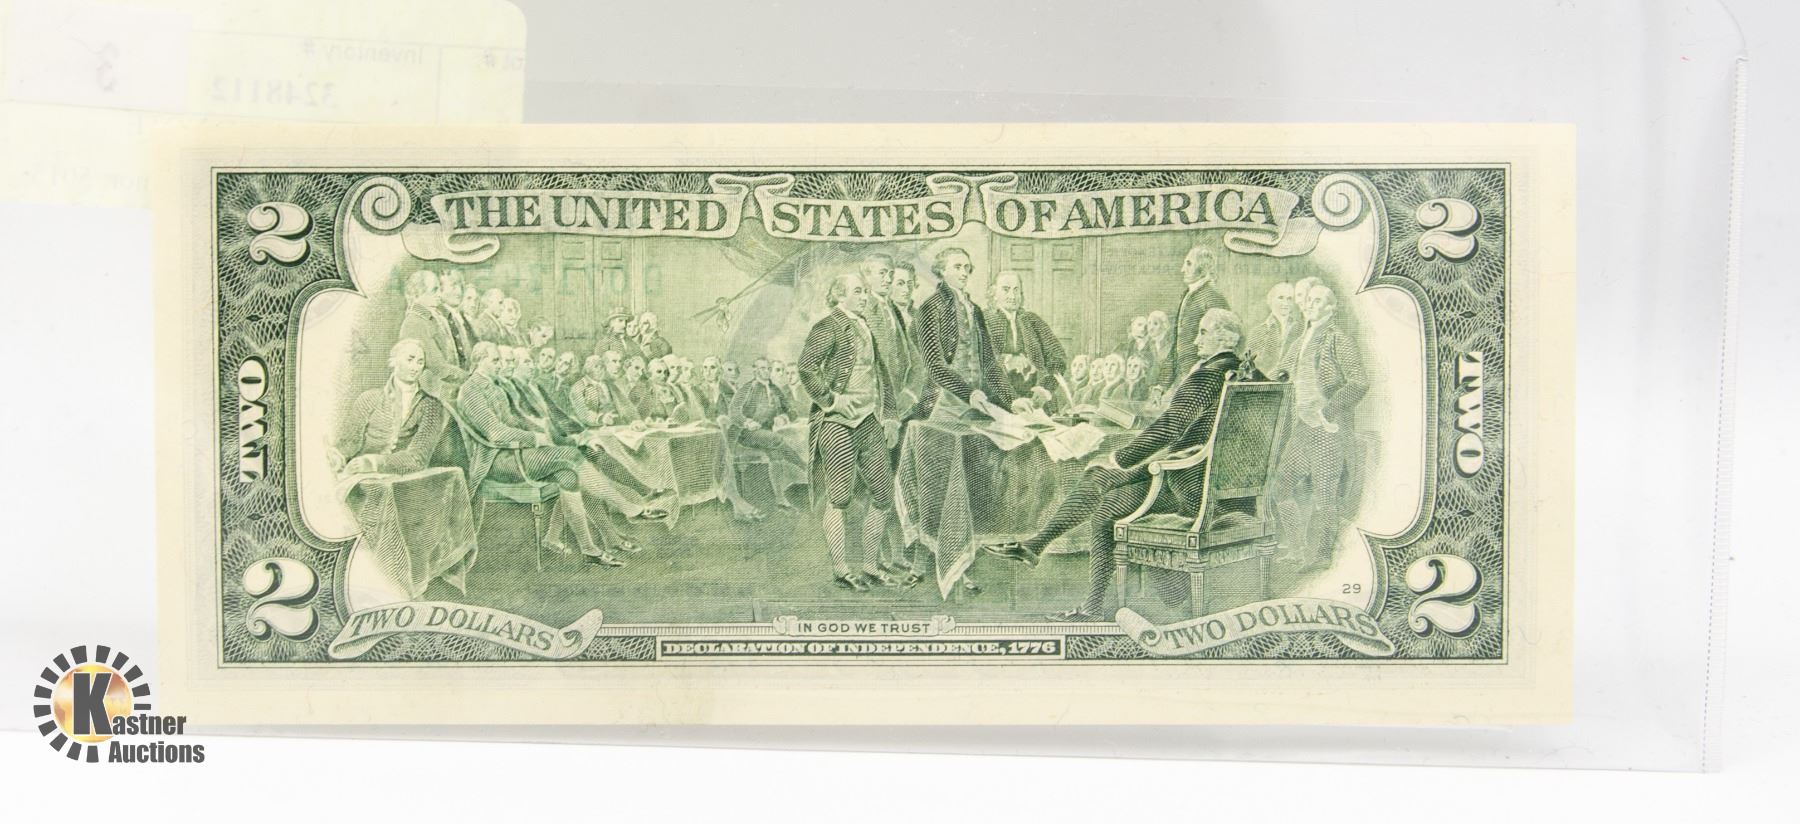 Inventory #
3248112
3
2 THE UNITED STATES OF AMERICA 2
TWO TWO
29
2 TWO DOLLARS IN GOD WE TRUST TWO DOLLARS 2
DECLARATION OF INDEPENDENCE, 1776
Kastner
Auctions